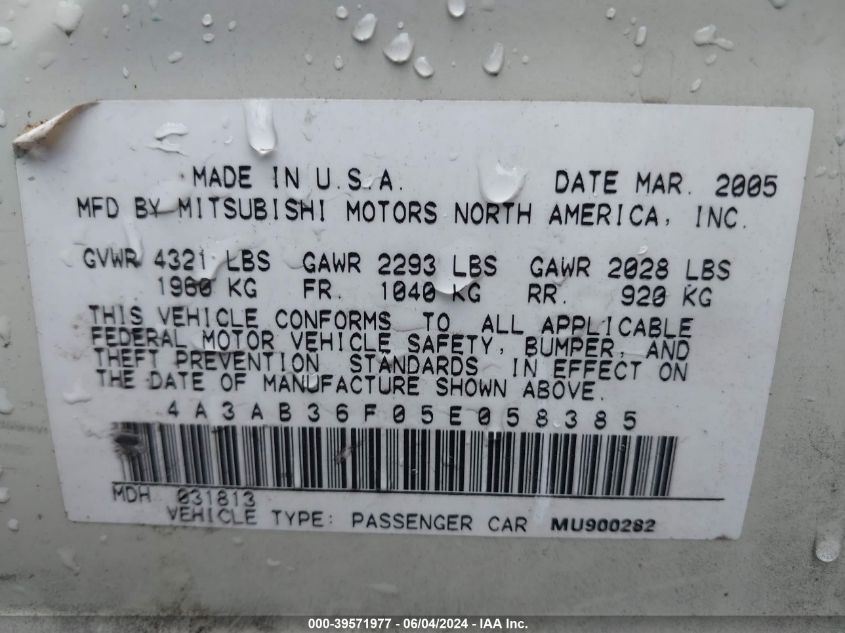 MADE IN U.S.A. DATE MAR. 2005
MFD BY MITSUBISHI MOTORS NORTH AMERICA, INC.
GVWR 4321 LBS GAWR 2293 LBS GAWR 2028 LBS
1960 KG FR. 1040 KG RR. 920 KG
THIS VEHICLE CONFORMS TO ALL APPLICABLE
FEDERAL MOTOR VEHICLE SAFETY, BUMPER, AND
THEFT PREVENTION STANDARDS IN EFFECT ON
THE DATE OF MANUFACTURE SHOWN ABOVE.
4A3AB36F05E058385
MDH 031813
VEHICLE TYPE: PASSENGER CAR MU900282
000-39571977 - 06/04/2024 - IAA Inc.